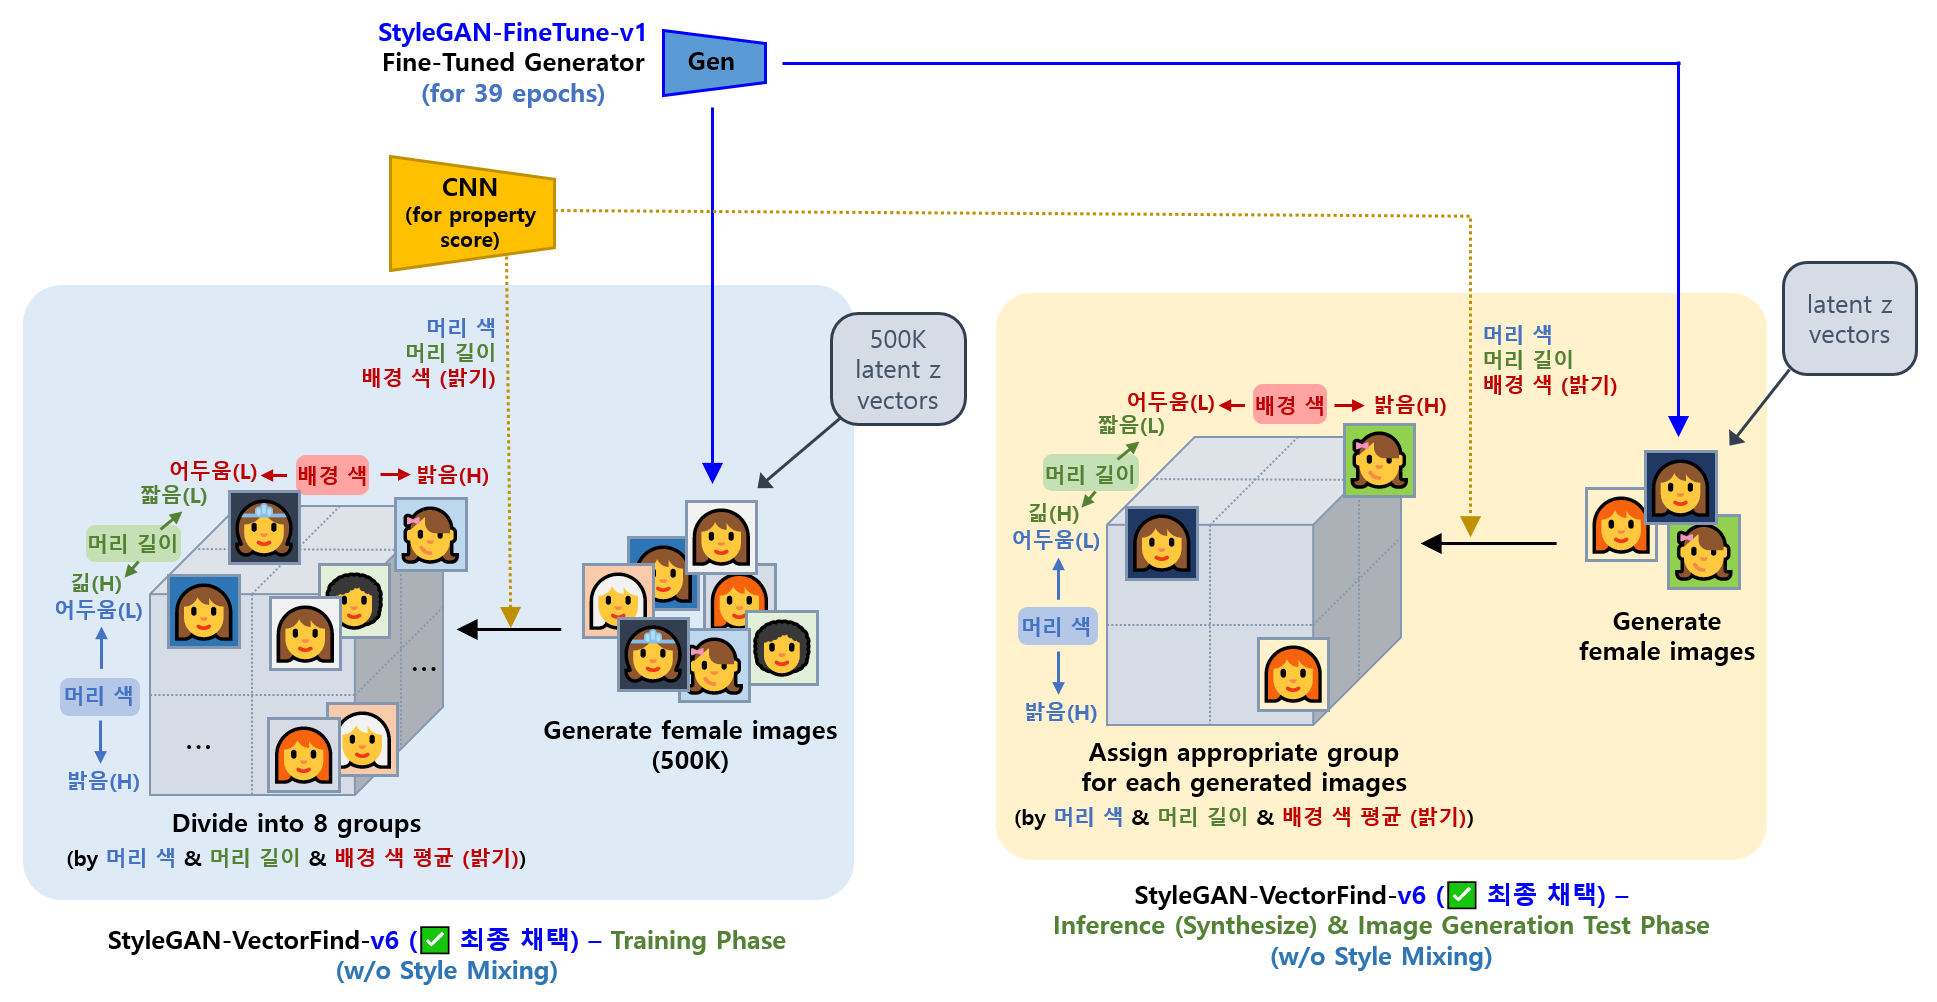 StyleGAN-FineTune-v1
Fine-Tuned Generator
(for 39 epochs)
Gen
CNN
(for property
score)
머리 색
머리 길이
배경 색 (밝기)
500K
latent z
vectors
어두움(L)
배경 색
밝음(H)
짧음(L)
머리 길이
긺(H)
어두움(L)
머리 색
밝음(H)
...
...
Generate female images
(500K)
Divide into 8 groups
(by 머리 색 & 머리 길이 & 배경 색 평균 (밝기))
StyleGAN-VectorFind-v6 (✅ 최종 채택) – Training Phase
(w/o Style Mixing)
latent z
vectors
머리 색
머리 길이
배경 색 (밝기)
어두움(L)
배경 색
밝음(H)
짧음(L)
머리 길이
긺(H)
어두움(L)
머리 색
밝음(H)
Generate
female images
Assign appropriate group
for each generated images
(by 머리 색 & 머리 길이 & 배경 색 평균 (밝기))
StyleGAN-VectorFind-v6 (✅ 최종 채택) –
Inference (Synthesize) & Image Generation Test Phase
(w/o Style Mixing)